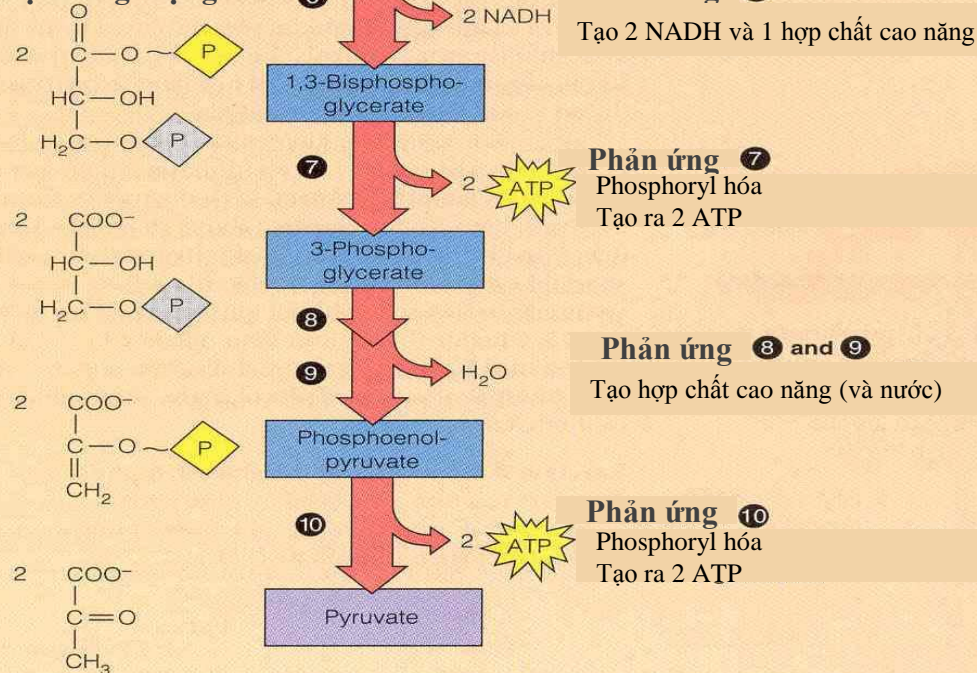 2 NADH
Tạo 2 NADH và 1 hợp chất cao năng
O
2 C—O~P
HC—OH
H₂C—O P
1,3-Bisphospho-
glycerate
7
2 ATP
Phản ứng 7
Phosphoryl hóa
Tạo ra 2 ATP
2 COO⁻
HC—OH
H₂C—O P
3-Phospho-
glycerate
8
9
H₂O
Phản ứng 8 and 9
Tạo hợp chất cao năng (và nước)
2 COO⁻
C—O~P
CH₂
Phosphoenol-
pyruvate
10
2 ATP
Phản ứng 10
Phosphoryl hóa
Tạo ra 2 ATP
2 COO⁻
C=O
CH₃
Pyruvate